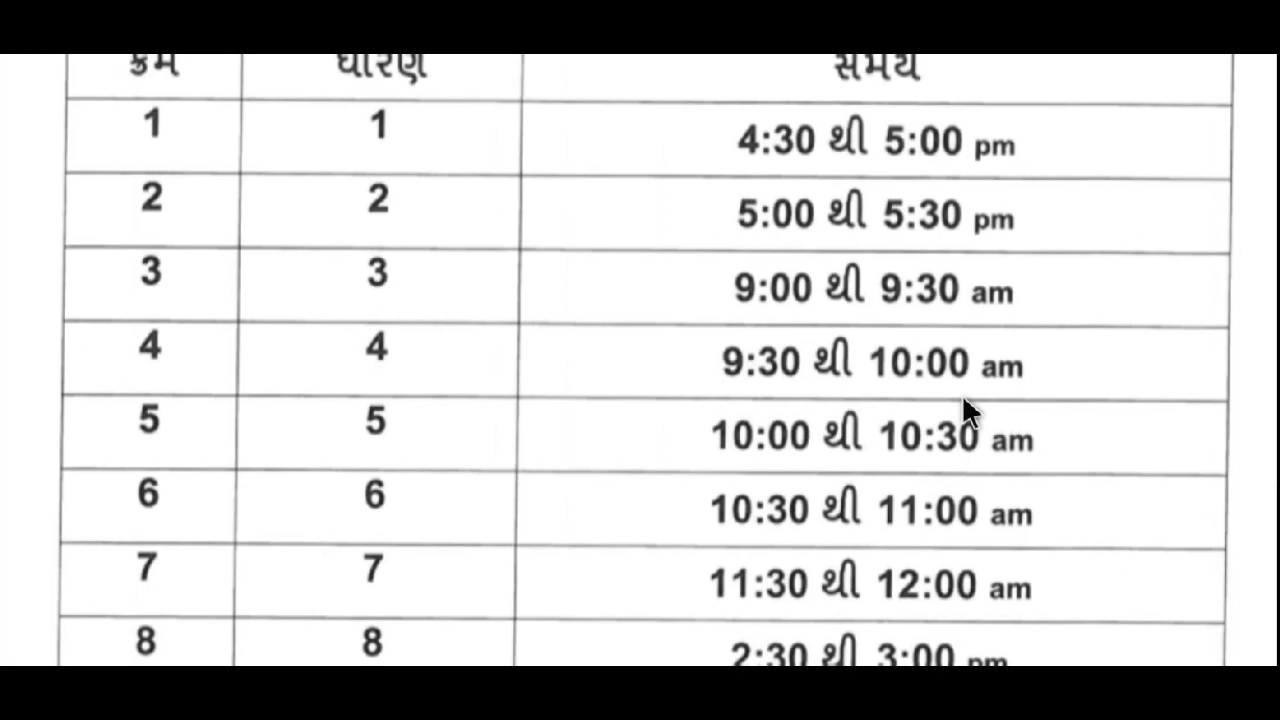 ક્રમ ધોરણ સમય
1 1 4:30 થી 5:00 pm
2 2 5:00 થી 5:30 pm
3 3 9:00 થી 9:30 am
4 4 9:30 થી 10:00 am
5 5 10:00 થી 10:30 am
6 6 10:30 થી 11:00 am
7 7 11:30 થી 12:00 am
8 8 2:30 થી 3:00 pm